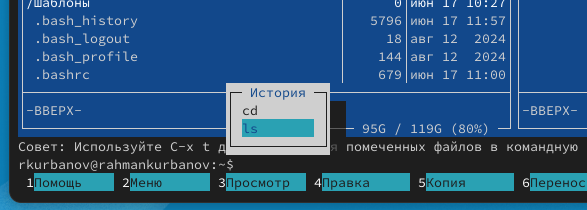 /Шаблоны 0 июн 17 10:27
.bash_history 5796 июн 17 11:57
.bash_logout 18 авг 12 2024
.bash_profile 144 авг 12 2024
.bashrc 679 июн 17 11:00
История
cd
ls
-ВВЕРХ-
-ВВЕРХ-
95G / 119G (80%)
Совет: Используйте C-x t д я помеченных файлов в командную
rkurbanov@rahmankurbanov:~$
1Помощь 2Меню 3Просмотр 4Правка 5Копия 6Перенос